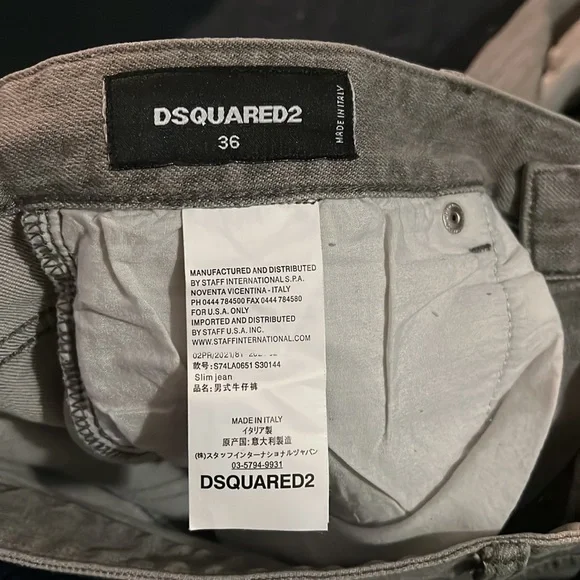 DSQUARED2
36
MADE IN ITALY
MANUFACTURED AND DISTRIBUTED
BY STAFF INTERNATIONAL S.P.A.
NOVENTA VICENTINA - ITALY
PH 0444 784500 FAX 0444 784580
FOR U.S.A. ONLY
IMPORTED AND DISTRIBUTED
BY STAFF U.S.A. INC.
WWW.STAFFINTERNATIONAL.COM
02PR/2021/81
款号: S74LA0651 S30144
Slim jean
品名: 男式牛仔裤
MADE IN ITALY
イタリア製
原产国: 意大利製造
(株)スタッフインターナショナルジャパン
03-5794-9931
DSQUARED2